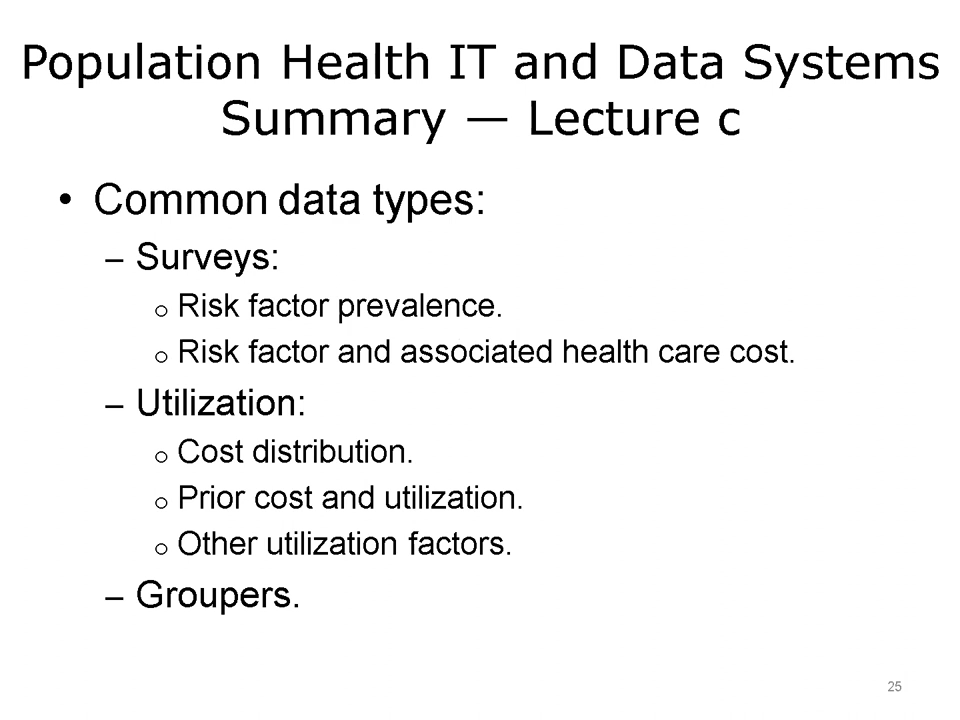 Population Health IT and Data Systems
Summary — Lecture c
• Common data types:
– Surveys:
o Risk factor prevalence.
o Risk factor and associated health care cost.
– Utilization:
o Cost distribution.
o Prior cost and utilization.
o Other utilization factors.
– Groupers.
25